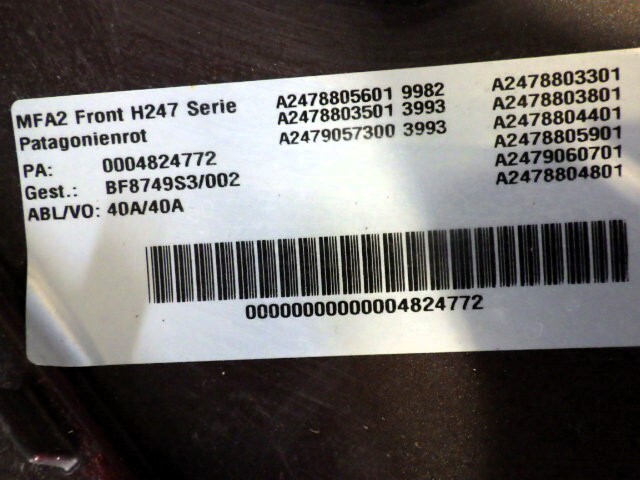 MFA2 Front H247 Serie
Patagonienrot
PA: 0004824772
Gest.: BF8749S3/002
ABL/VO: 40A/40A
A2478805601 9982
A2478803501 3993
A2479057300 3993
A2478803301
A2478803801
A2478804401
A2478805901
A2479060701
A2478804801
00000000000004824772